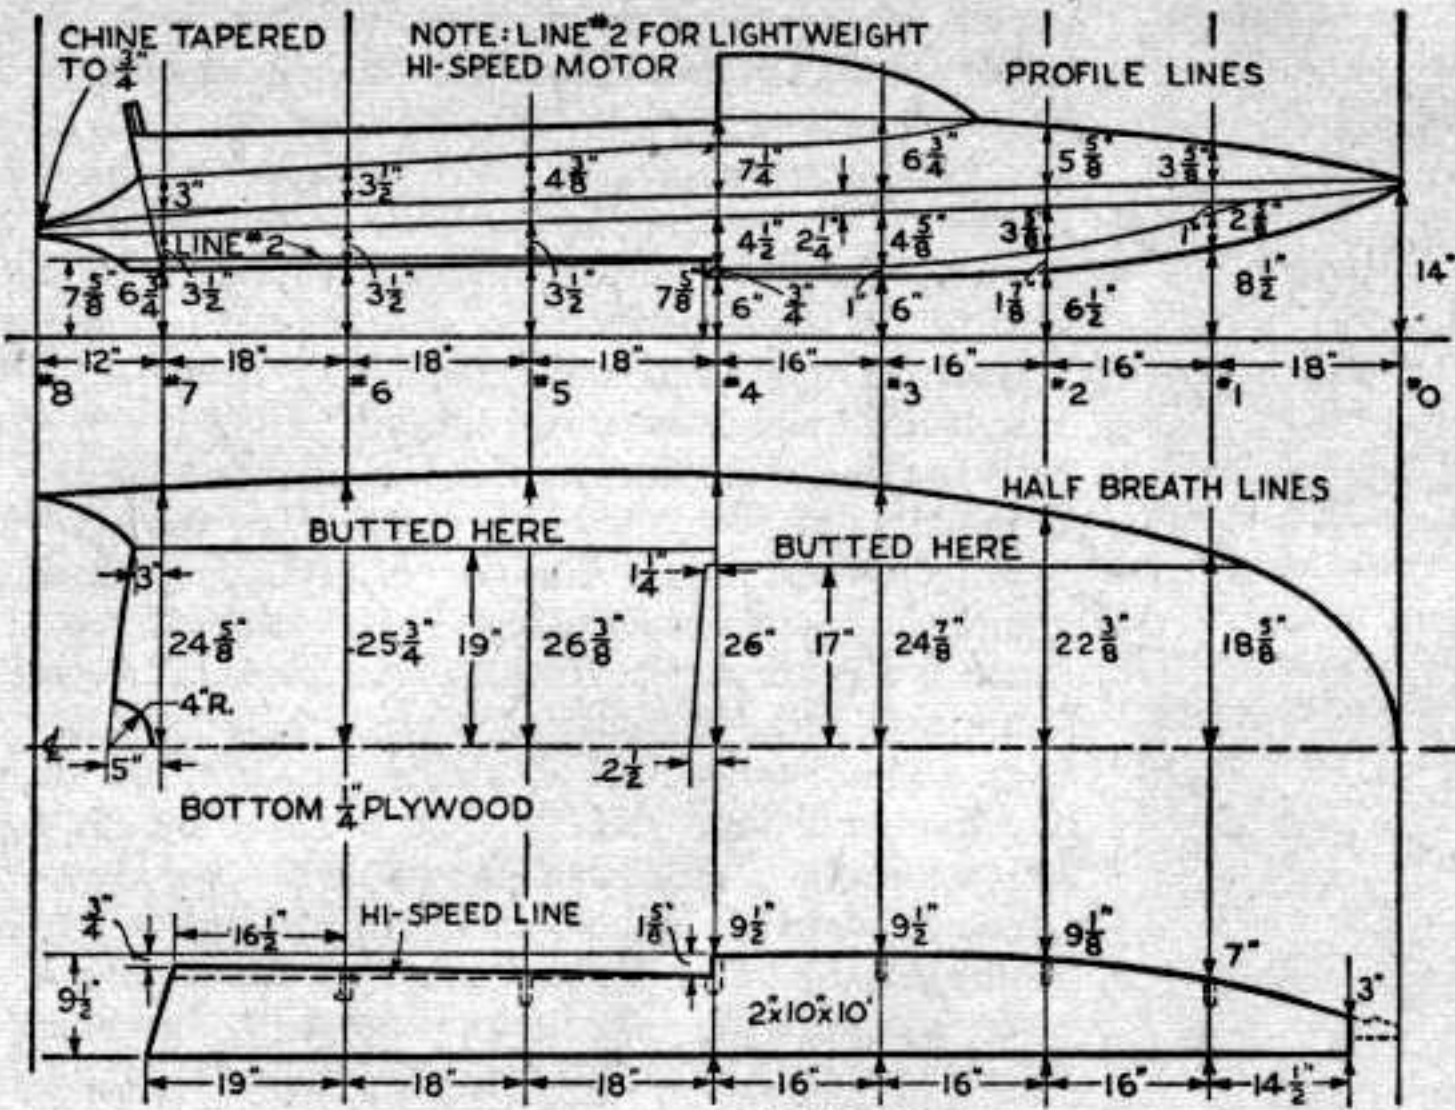 CHINE TAPERED
TO 3/4"
NOTE: LINE #2 FOR LIGHTWEIGHT
HI-SPEED MOTOR
PROFILE LINES
3" 3 1/2" 4 3/8" 7 1/4" 6 3/4" 5 5/8" 3 5/8"
LINE #2
4 1/2" 2 1/4" 4 5/8" 3 5/8" 1" 2 5/8"
7 5/8" 6 3/4" 3 1/2" 3 1/2" 3 1/2" 7 5/8" 6" 3/4" 1" 6" 1 7/8" 6 1/2" 8 1/2" 14"
12" 18" 18" 18" 16" 16" 16" 18"
#8 #7 #6 #5 #4 #3 #2 #1 #0
HALF BREATH LINES
BUTTED HERE
BUTTED HERE
3" 1 1/4"
24 5/8" 25 3/4" 19" 26 3/8" 26" 17" 24 7/8" 22 3/8" 18 5/8"
4" R.
5" 2 1/2"
BOTTOM 1/4" PLYWOOD
3/4" 16 1/2" HI-SPEED LINE 1 5/8" 9 1/2" 9 1/2" 9 1/8" 7"
9 1/2" 2"x10"x10' 3"
19" 18" 18" 16" 16" 16" 14 1/2"